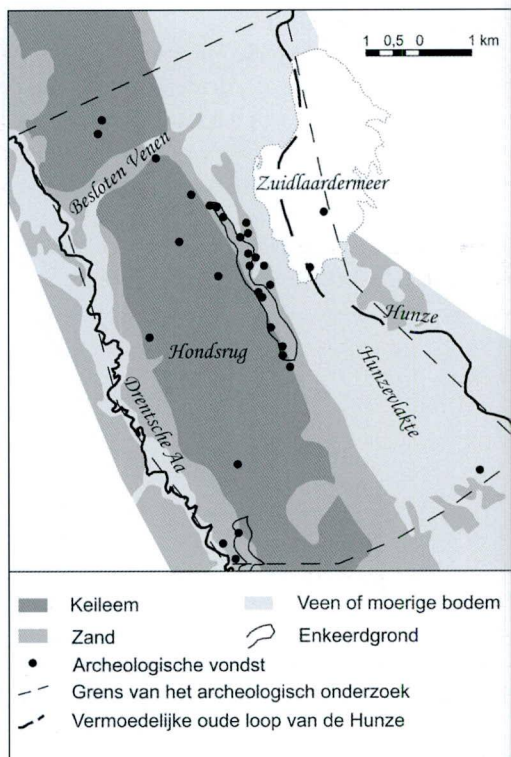 1 0,5 0 1 km
Besloten Venen
Zuidlaardermeer
Hunze
Hondsrug
Hunzevlakte
Drentsche Aa
Keileem
Veen of moerige bodem
Zand
Enkeerdgrond
Archeologische vondst
Grens van het archeologisch onderzoek
Vermoedelijke oude loop van de Hunze